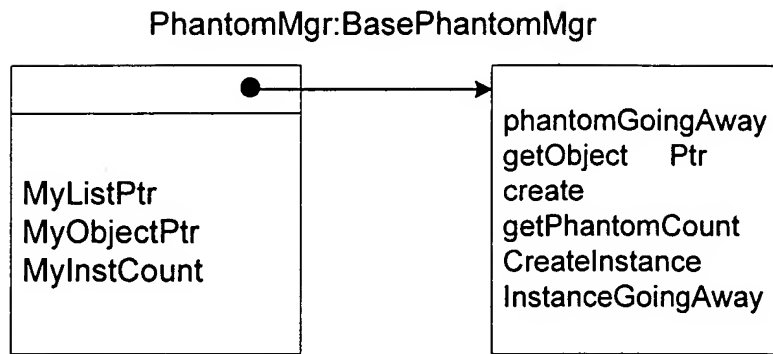 PhantomMgr:BasePhantomMgr
MyListPtr
MyObjectPtr
MyInstCount
phantomGoingAway
getObject Ptr
create
getPhantomCount
CreateInstance
InstanceGoingAway